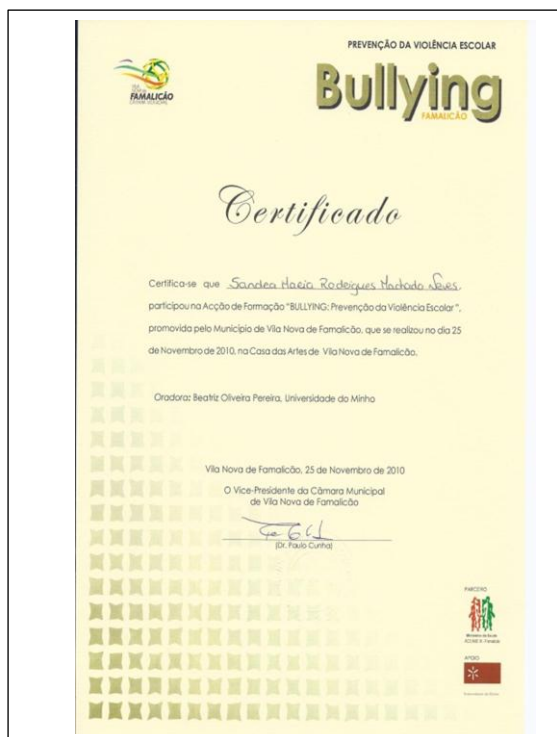 PREVENÇÃO DA VIOLÊNCIA ESCOLAR
Bullying
FAMALICÃO
FAMALICÃO
Certificado
Certifica-se que Sandra Maria Rodrigues Machado Neves,
participou na Acção de Formação "BULLYING: Prevenção da Violência Escolar",
promovida pelo Município de Vila Nova de Famalicão, que se realizou no dia 25
de Novembro de 2010, na Casa das Artes de Vila Nova de Famalicão.
Oradora: Beatriz Oliveira Pereira, Universidade do Minho
Vila Nova de Famalicão, 25 de Novembro de 2010
O Vice-Presidente da Câmara Municipal
de Vila Nova de Famalicão
(Dr. Paulo Cunha)
PARCEIRO
APOIO
Universidade do Minho